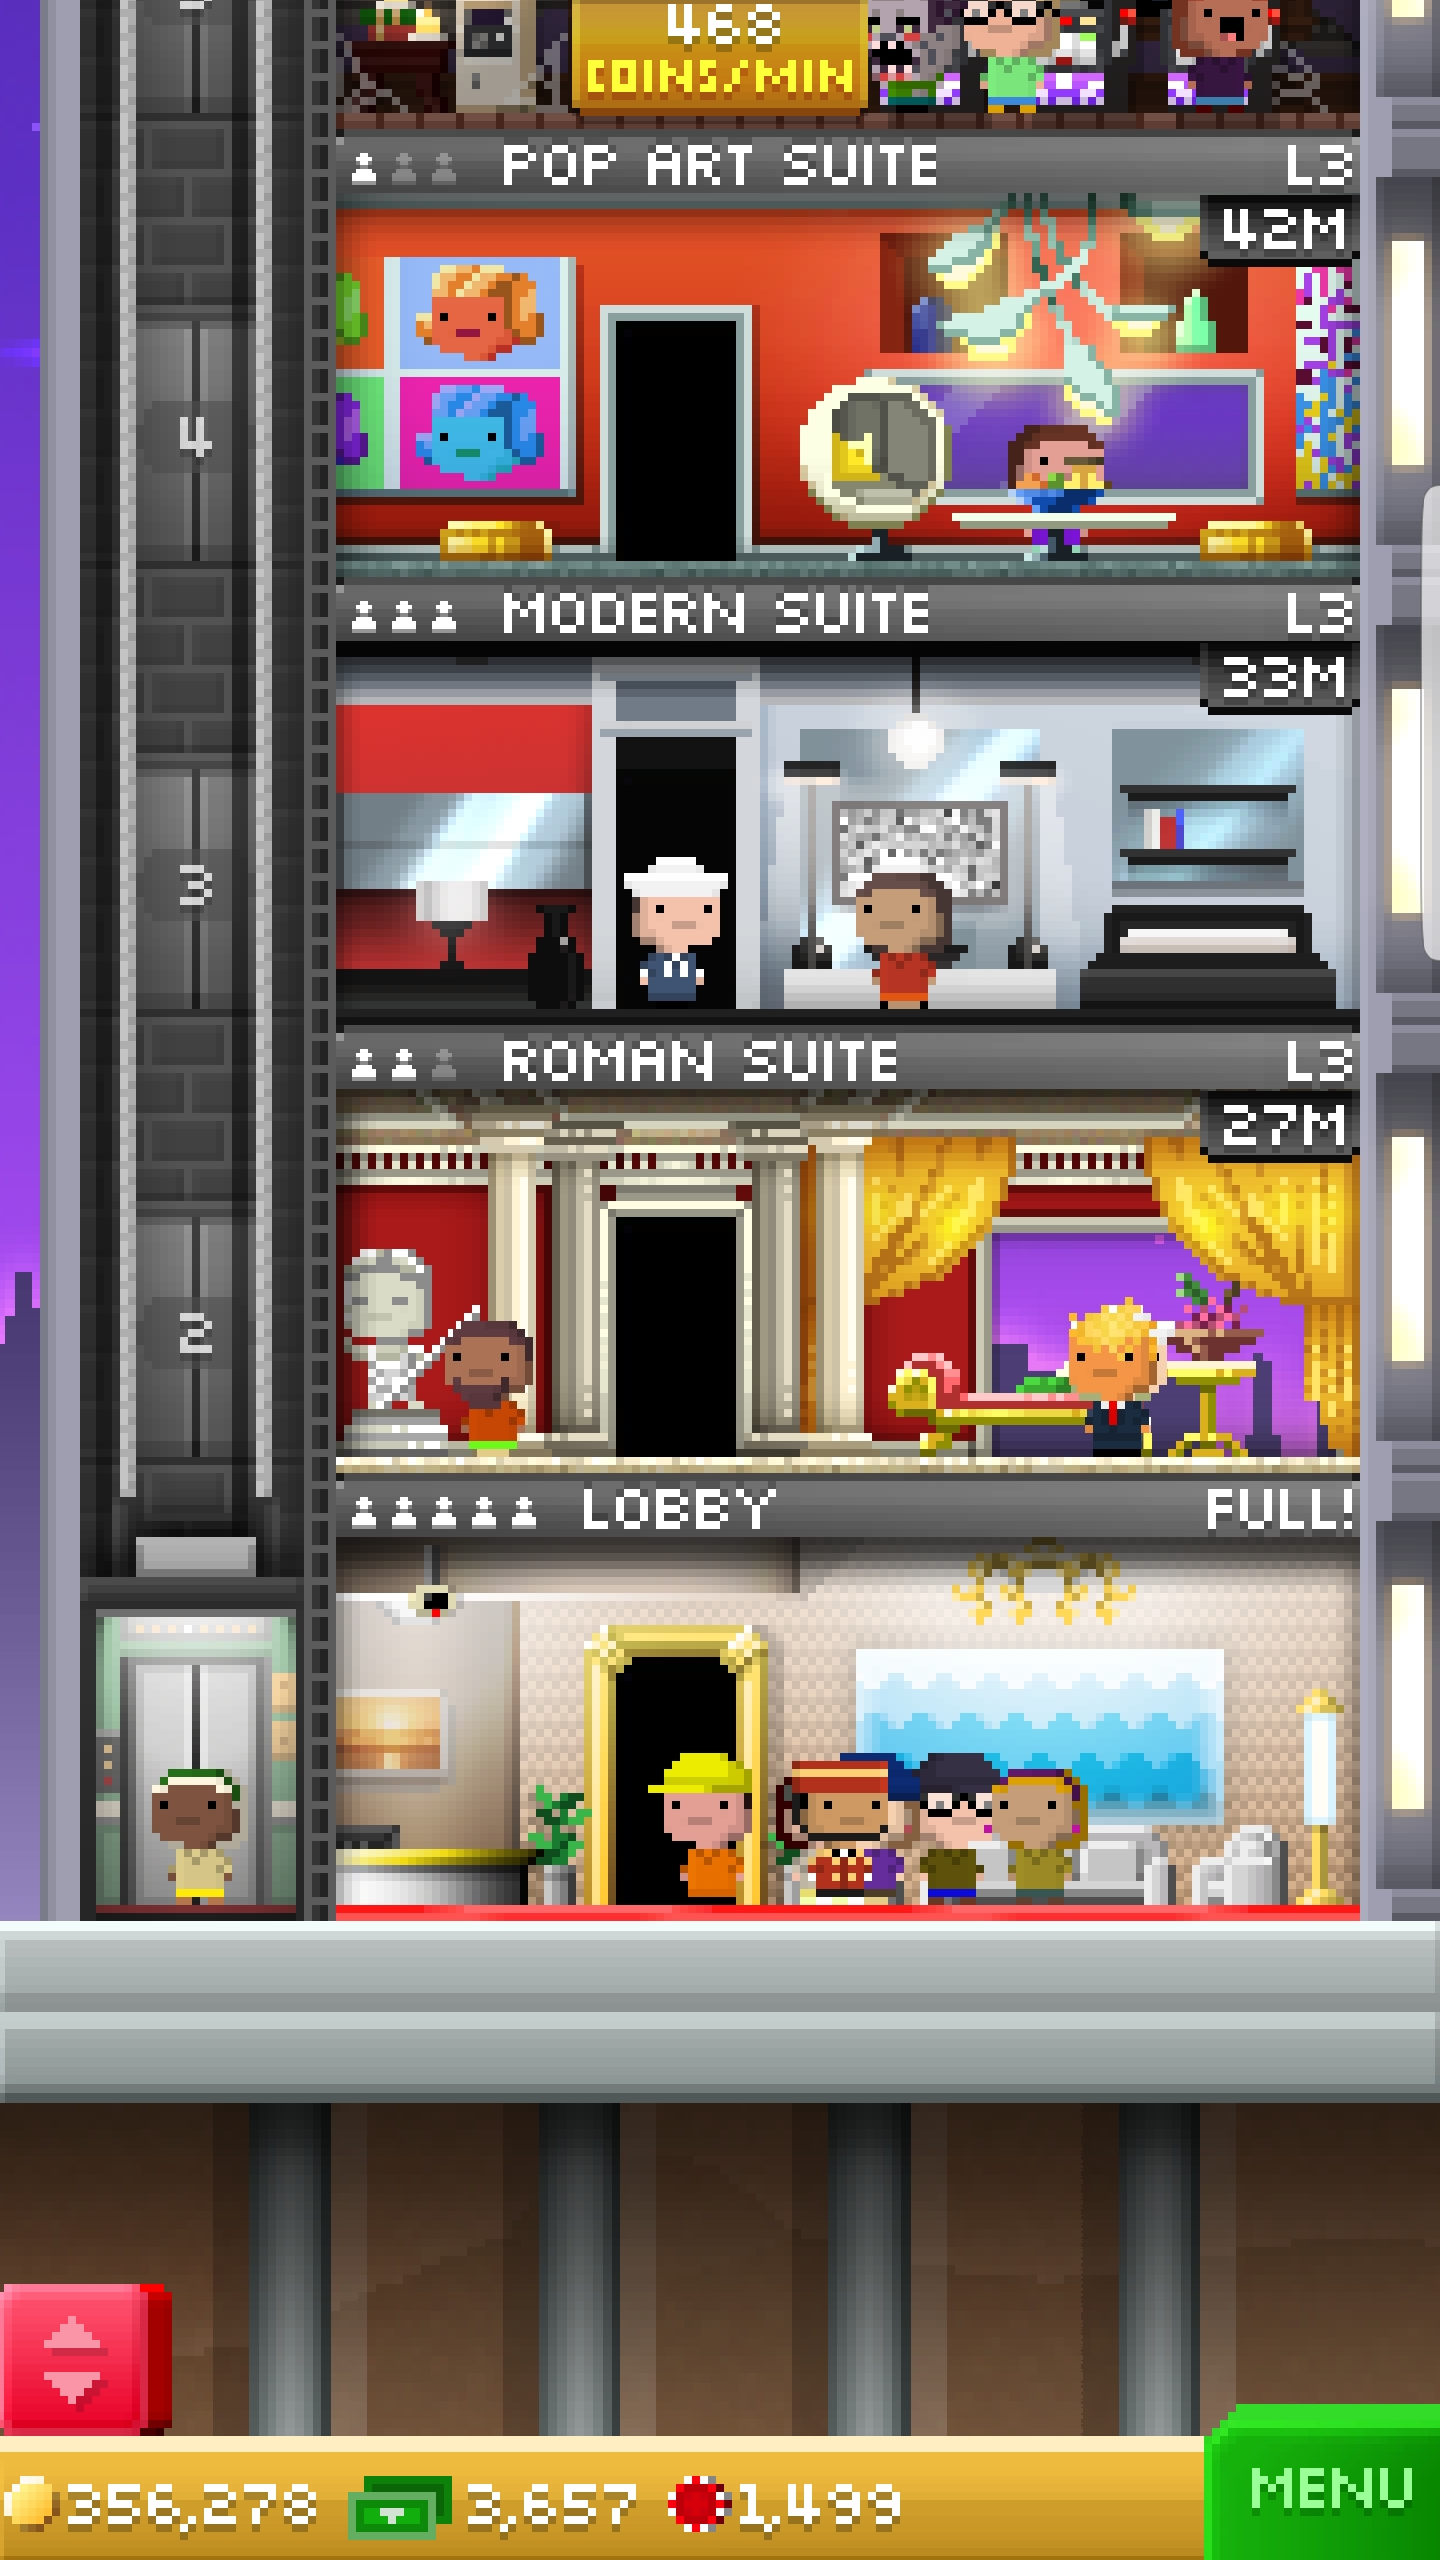 468
COINS/MIN
POP ART SUITE L3
42M
4
MODERN SUITE L3
33M
3
ROMAN SUITE L3
27M
2
LOBBY FULL!
356,278 3,657 1,499
MENU